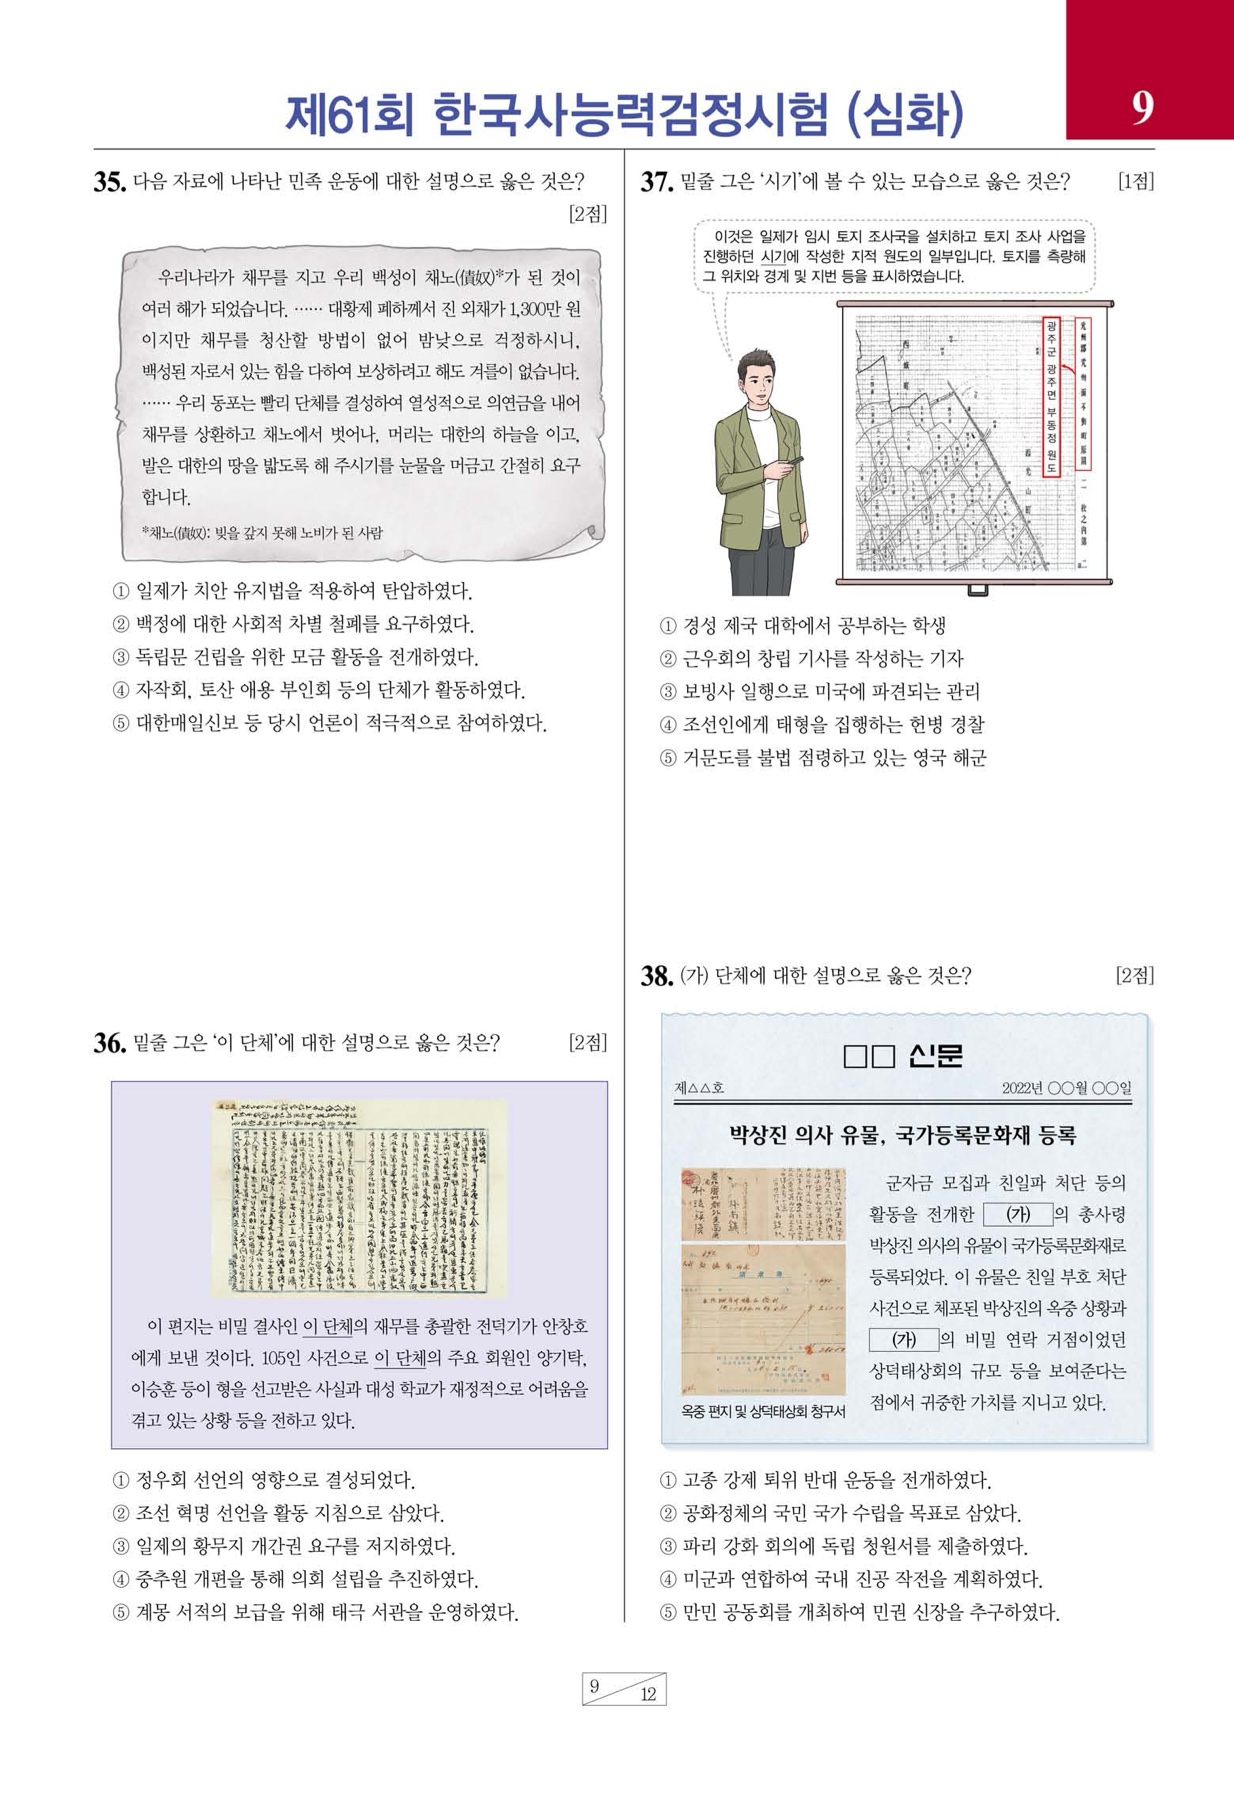 제61회 한국사능력검정시험 (심화)
9
35. 다음 자료에 나타난 민족 운동에 대한 설명으로 옳은 것은?
[2점]
우리나라가 채무를 지고 우리 백성이 채노(債奴)*가 된 것이
여러 해가 되었습니다. …… 대황제 폐하께서 진 외채가 1,300만 원
이지만 채무를 청산할 방법이 없어 밤낮으로 걱정하시니,
백성된 자로서 있는 힘을 다하여 보상하려고 해도 겨를이 없습니다.
…… 우리 동포는 빨리 단체를 결성하여 열성적으로 의연금을 내어
채무를 상환하고 채노에서 벗어나, 머리는 대한의 하늘을 이고,
발은 대한의 땅을 밟도록 해 주시기를 눈물을 머금고 간절히 요구
합니다.
*채노(債奴): 빚을 갚지 못해 노비가 된 사람
① 일제가 치안 유지법을 적용하여 탄압하였다.
② 백정에 대한 사회적 차별 철폐를 요구하였다.
③ 독립문 건립을 위한 모금 활동을 전개하였다.
④ 자작회, 토산 애용 부인회 등의 단체가 활동하였다.
⑤ 대한매일신보 등 당시 언론이 적극적으로 참여하였다.
36. 밑줄 그은 ‘이 단체’에 대한 설명으로 옳은 것은? [2점]
이 편지는 비밀 결사인 이 단체의 재무를 총괄한 전덕기가 안창호
에게 보낸 것이다. 105인 사건으로 이 단체의 주요 회원인 양기탁,
이승훈 등이 형을 선고받은 사실과 대성 학교가 재정적으로 어려움을
겪고 있는 상황 등을 전하고 있다.
① 정우회 선언의 영향으로 결성되었다.
② 조선 혁명 선언을 활동 지침으로 삼았다.
③ 일제의 황무지 개간권 요구를 저지하였다.
④ 중추원 개편을 통해 의회 설립을 추진하였다.
⑤ 계몽 서적의 보급을 위해 태극 서관을 운영하였다.
37. 밑줄 그은 ‘시기’에 볼 수 있는 모습으로 옳은 것은? [1점]
이것은 일제가 임시 토지 조사국을 설치하고 토지 조사 사업을
진행하던 시기에 작성한 지적 원도의 일부입니다. 토지를 측량해
그 위치와 경계 및 지번 등을 표시하였습니다.
광주군 광주면 부동정 원도
光州郡 光州面 不動町 原圖
① 경성 제국 대학에서 공부하는 학생
② 근우회의 창립 기사를 작성하는 기자
③ 보빙사 일행으로 미국에 파견되는 관리
④ 조선인에게 태형을 집행하는 헌병 경찰
⑤ 거문도를 불법 점령하고 있는 영국 해군
38. (가) 단체에 대한 설명으로 옳은 것은? [2점]
□□ 신문
제△△호 2022년 ○○월 ○○일
박상진 의사 유물, 국가등록문화재 등록
군자금 모집과 친일파 처단 등의
활동을 전개한 (가) 의 총사령
박상진 의사의 유물이 국가등록문화재로
등록되었다. 이 유물은 친일 부호 처단
사건으로 체포된 박상진의 옥중 상황과
(가) 의 비밀 연락 거점이었던
상덕태상회의 규모 등을 보여준다는
점에서 귀중한 가치를 지니고 있다.
옥중 편지 및 상덕태상회 청구서
① 고종 강제 퇴위 반대 운동을 전개하였다.
② 공화정체의 국민 국가 수립을 목표로 삼았다.
③ 파리 강화 회의에 독립 청원서를 제출하였다.
④ 미군과 연합하여 국내 진공 작전을 계획하였다.
⑤ 만민 공동회를 개최하여 민권 신장을 추구하였다.
9
12